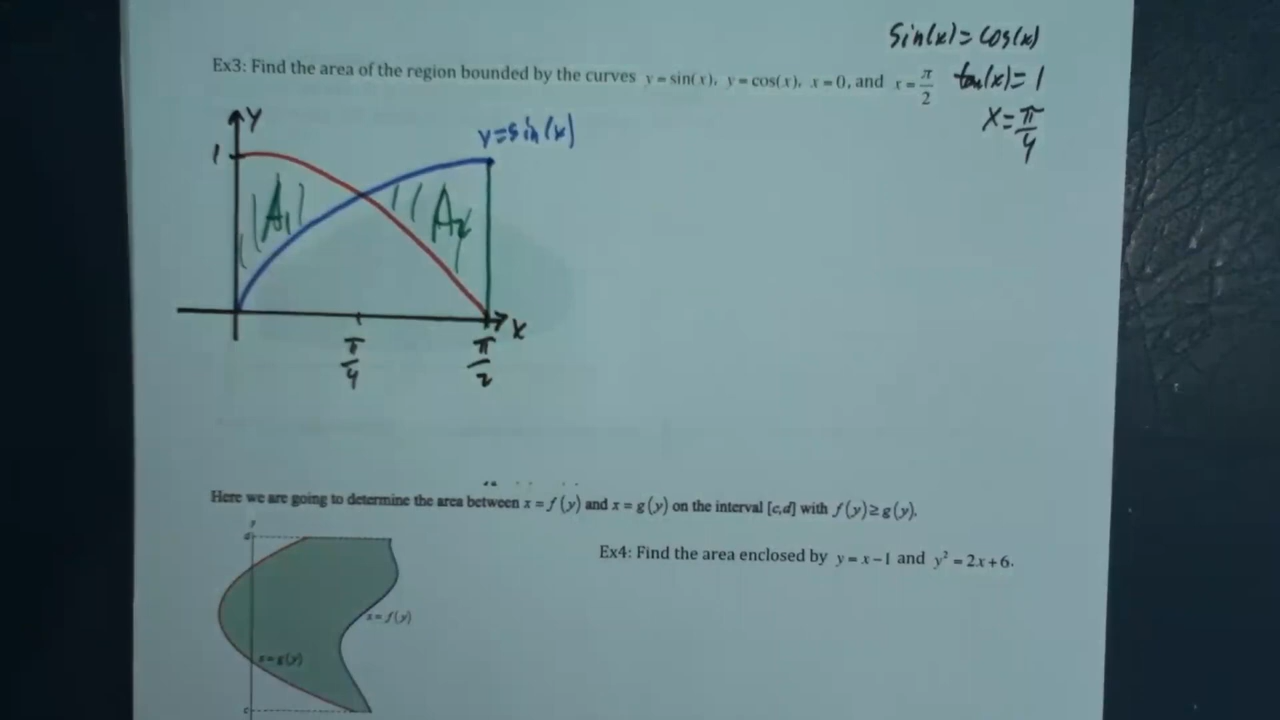 sin(x)=cos(x)
Ex3: Find the area of the region bounded by the curves y = sin(x), y = cos(x), x = 0, and x = π/2
tan(x)=1
x=π/4
y
1
y=sin(x)
A₁
A₂
x
π/4
π/2
Here we are going to determine the area between x = f(y) and x = g(y) on the interval [c,d] with f(y) ≥ g(y).
y
d
Ex4: Find the area enclosed by y = x − 1 and y² = 2x + 6.
x = f(y)
x = g(y)
c